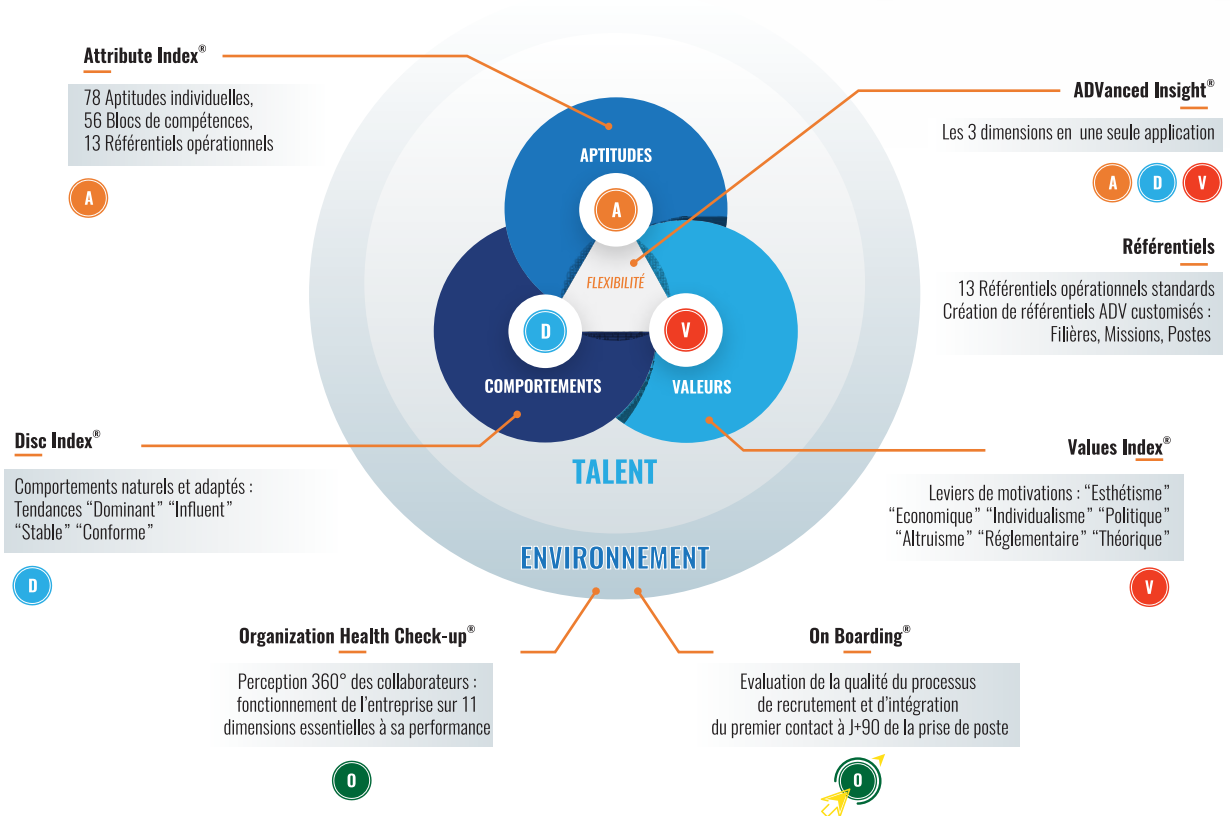 Attribute Index®
78 Aptitudes individuelles,
56 Blocs de compétences,
13 Référentiels opérationnels
A
ADVanced Insight®
Les 3 dimensions en une seule application
A D V
Référentiels
13 Référentiels opérationnels standards
Création de référentiels ADV customisés :
Filières, Missions, Postes
APTITUDES
A
FLEXIBILITÉ
D
V
COMPORTEMENTS
VALEURS
TALENT
ENVIRONNEMENT
Disc Index®
Comportements naturels et adaptés :
Tendances “Dominant” “Influent”
“Stable” “Conforme”
D
Values Index®
Leviers de motivations : “Esthétisme”
“Economique” “Individualisme” “Politique”
“Altruisme” “Réglementaire” “Théorique”
V
Organization Health Check-up®
Perception 360° des collaborateurs :
fonctionnement de l’entreprise sur 11
dimensions essentielles à sa performance
O
On Boarding®
Evaluation de la qualité du processus
de recrutement et d’intégration
du premier contact à J+90 de la prise de poste
O